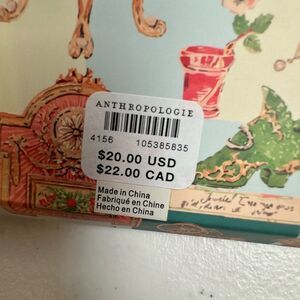 ANTHROPOLOGIE
4156 105385835
$20.00 USD
$22.00 CAD
Made in China
Fabriqué en Chine
Hecho en China